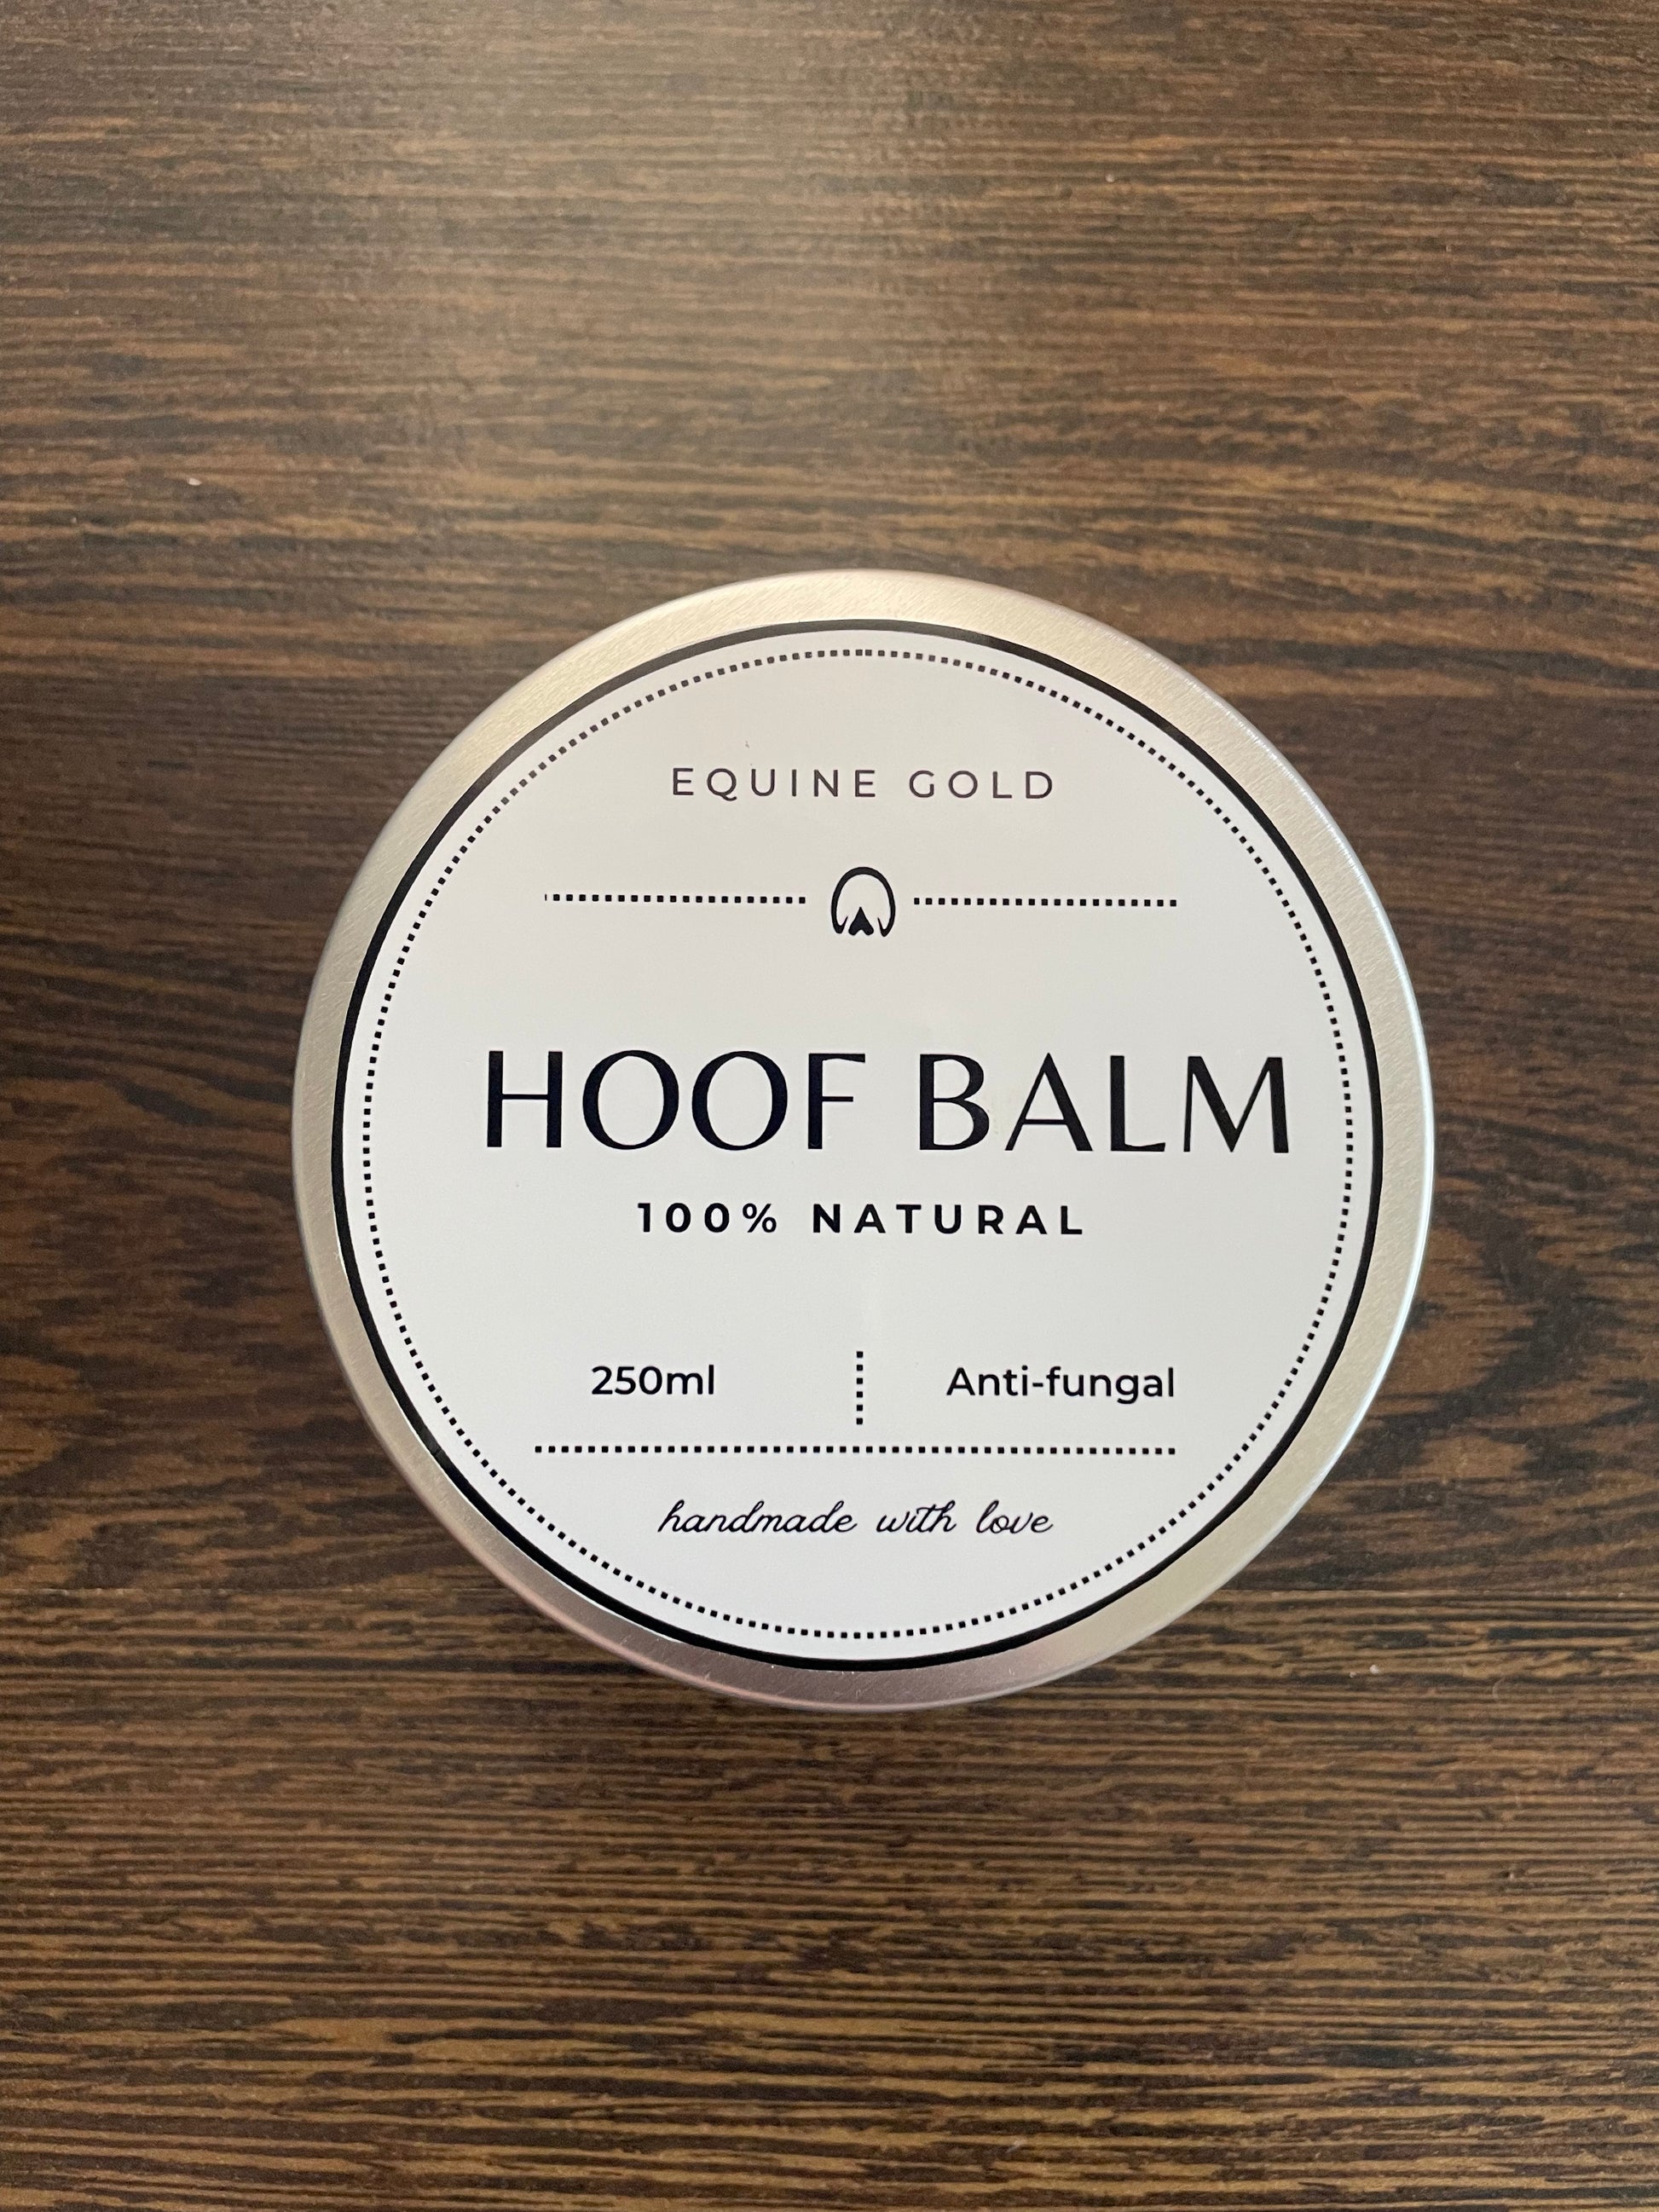 EQUINE GOLD
HOOF BALM
100% NATURAL
250ml
Anti-fungal
handmade with love